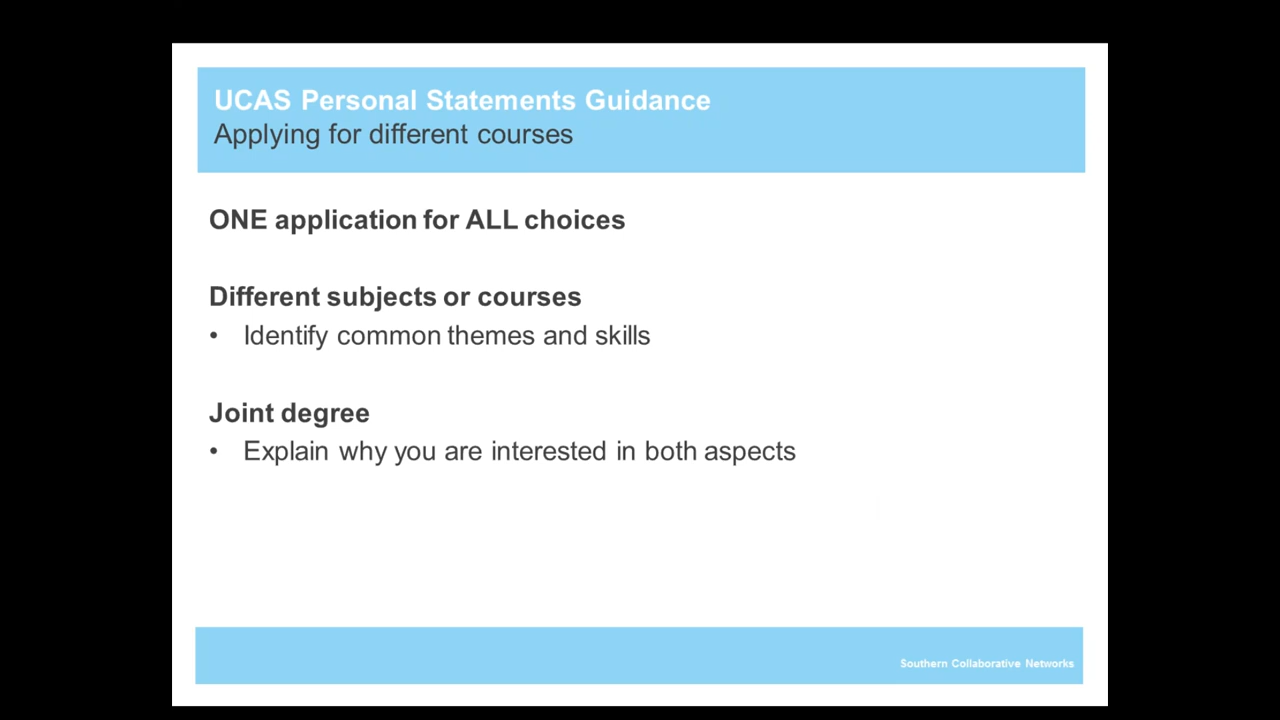 UCAS Personal Statements Guidance
Applying for different courses
ONE application for ALL choices
Different subjects or courses
• Identify common themes and skills
Joint degree
• Explain why you are interested in both aspects
Southern Collaborative Networks